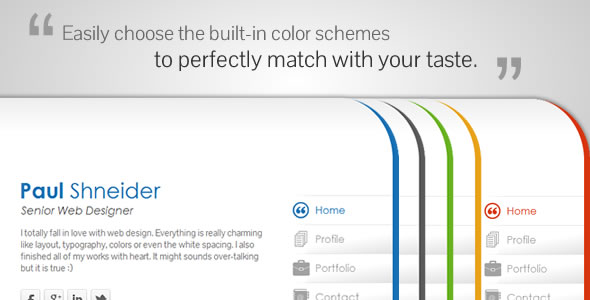 Easily choose the built-in color schemes
to perfectly match with your taste.
Paul Shneider
Senior Web Designer
I totally fall in love with web design. Everything is really charming
like layout, typography, colors or even the white spacing. I also
finished all of my works with heart. It might sounds over-talking
but it is true :)
Home
Profile
Portfolio
Contact
Home
Profile
Portfolio
Contact